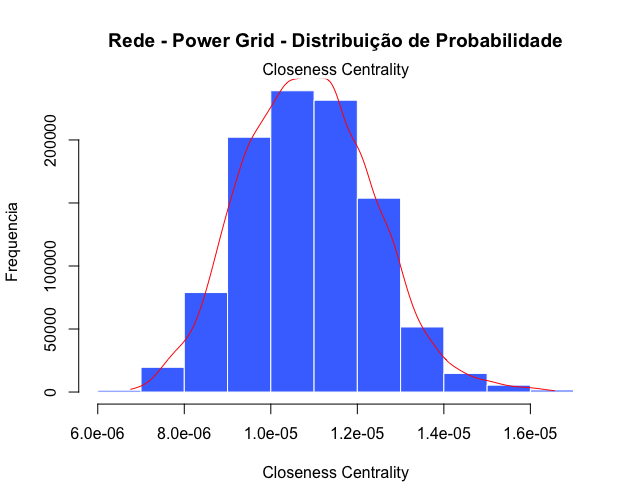 Rede - Power Grid - Distribuição de Probabilidade
Closeness Centrality
Frequencia
200000
100000
50000
0
6.0e-06 8.0e-06 1.0e-05 1.2e-05 1.4e-05 1.6e-05
Closeness Centrality